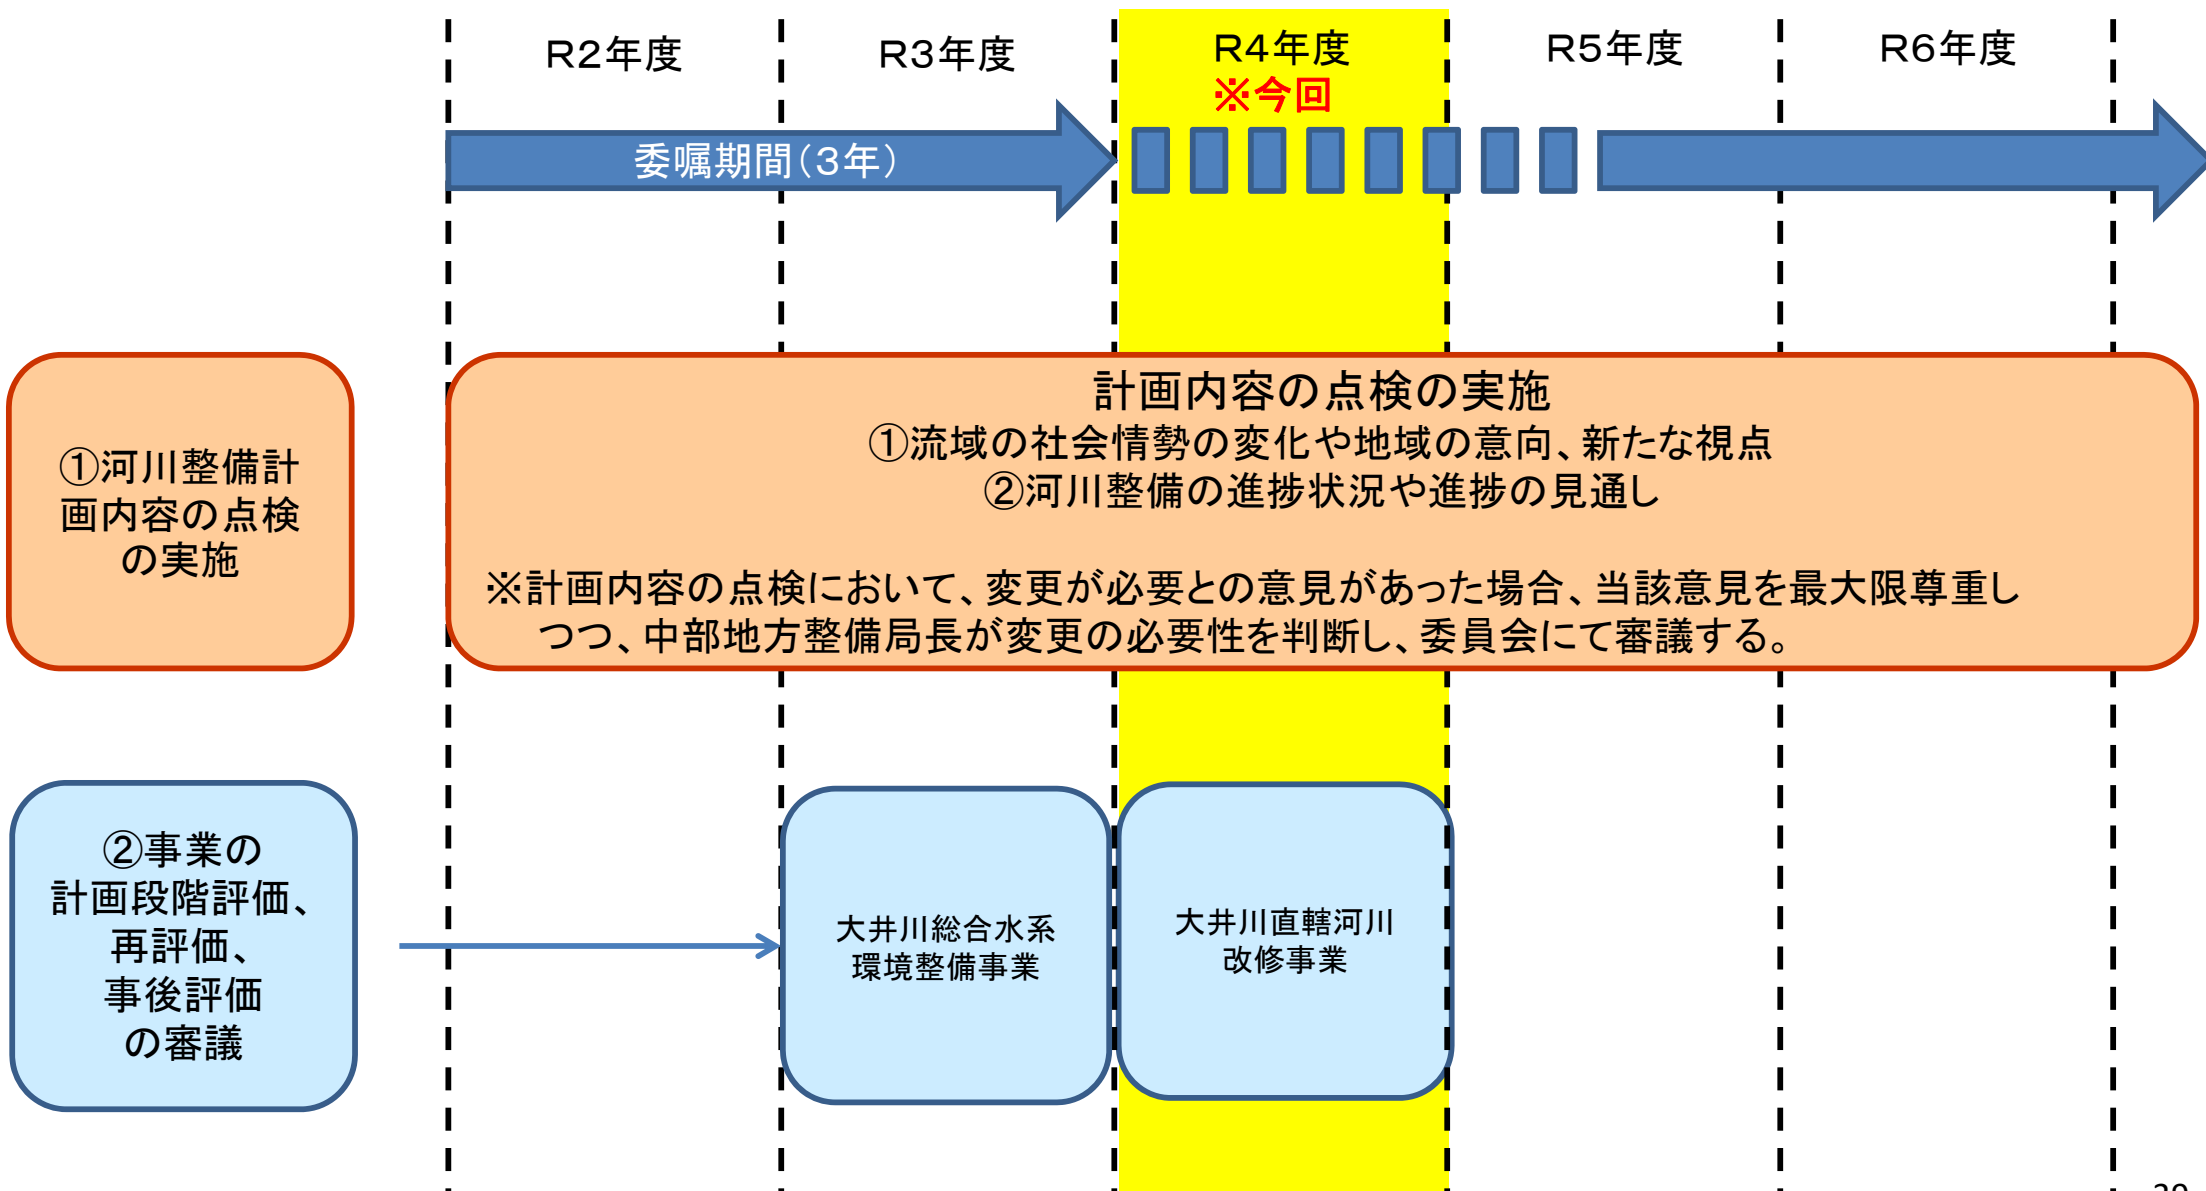 R2年度
R3年度
R4年度
※今回
R5年度
R6年度
委嘱期間(3年)
①河川整備計
画内容の点検
の実施
計画内容の点検の実施
①流域の社会情勢の変化や地域の意向、新たな視点
②河川整備の進捗状況や進捗の見通し
※計画内容の点検において、変更が必要との意見があった場合、当該意見を最大限尊重し
つつ、中部地方整備局長が変更の必要性を判断し、委員会にて審議する。
②事業の
計画段階評価、
再評価、
事後評価
の審議
大井川総合水系
環境整備事業
大井川直轄河川
改修事業